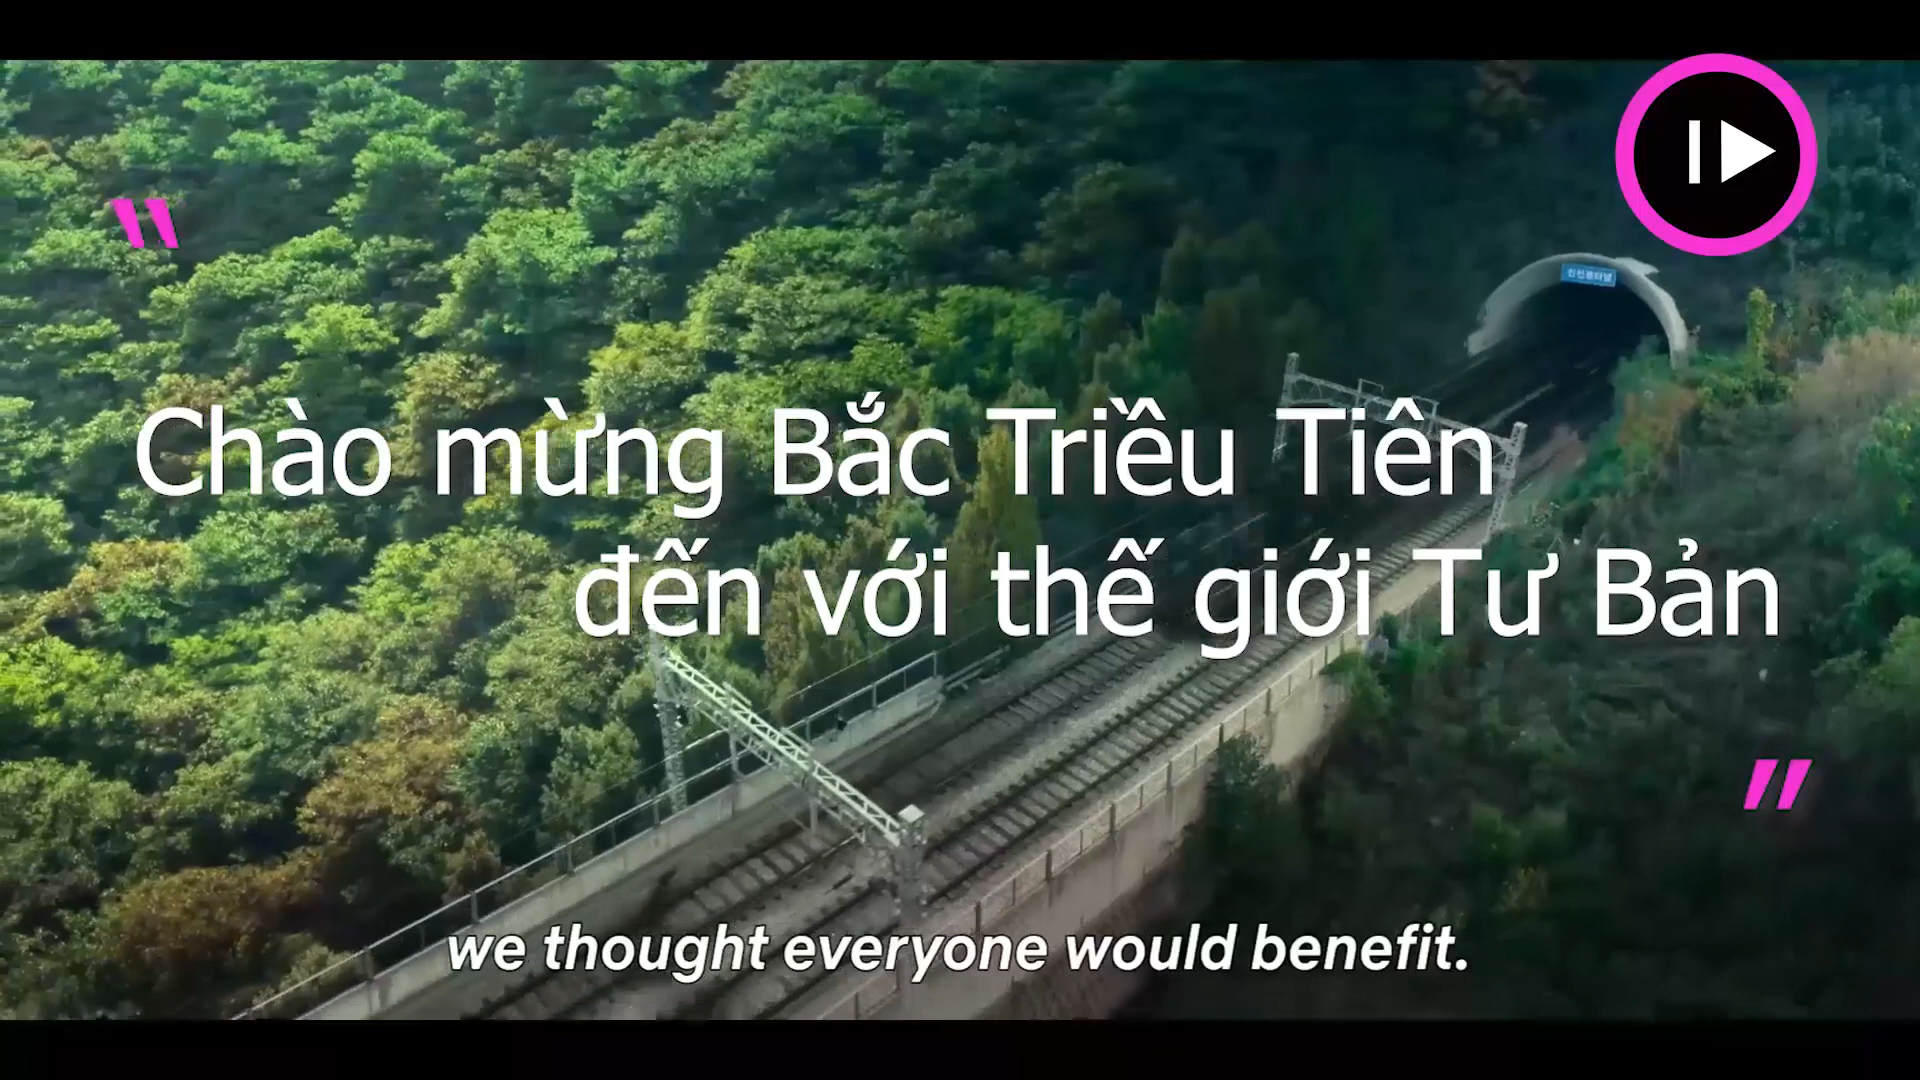 Chào mừng Bắc Triều Tiên
đến với thế giới Tư Bản
we thought everyone would benefit.